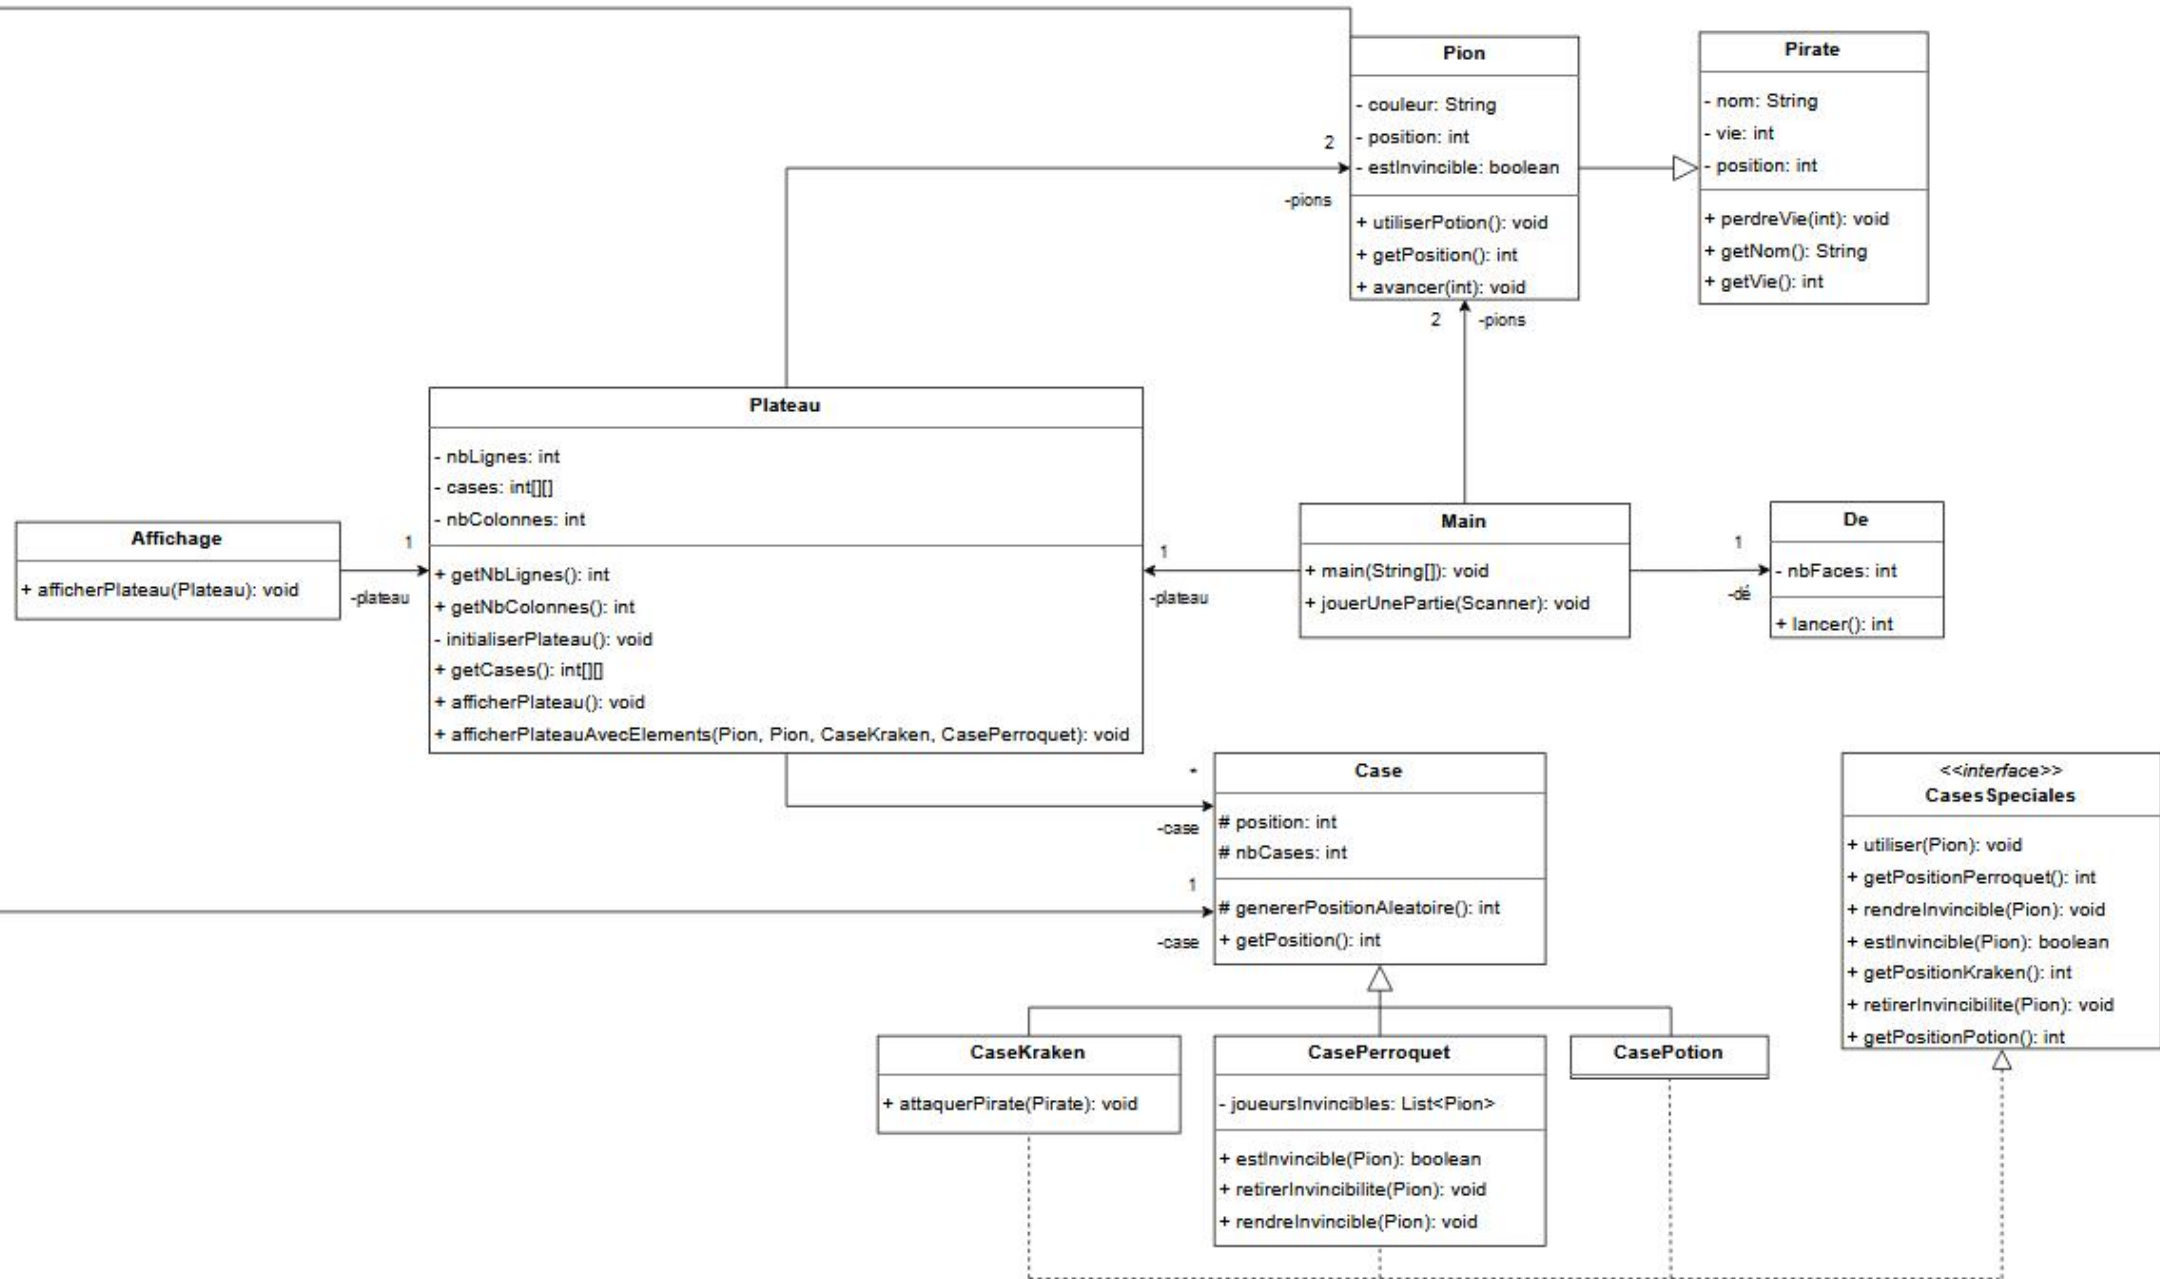 Pion
- couleur: String
- position: int
- estInvincible: boolean
+ utiliserPotion(): void
+ getPosition(): int
+ avancer(int): void
Pirate
- nom: String
- vie: int
- position: int
+ perdreVie(int): void
+ getNom(): String
+ getVie(): int
2
-pions
2
-pions
Plateau
- nbLignes: int
- cases: int[][]
- nbColonnes: int
+ getNbLignes(): int
+ getNbColonnes(): int
- initialiserPlateau(): void
+ getCases(): int[][]
+ afficherPlateau(): void
+ afficherPlateauAvecElements(Pion, Pion, CaseKraken, CasePerroquet): void
Affichage
+ afficherPlateau(Plateau): void
1
-plateau
1
-plateau
Main
+ main(String[]): void
+ jouerUnePartie(Scanner): void
1
-dé
De
- nbFaces: int
+ lancer(): int
*
-case
1
-case
Case
# position: int
# nbCases: int
# genererPositionAleatoire(): int
+ getPosition(): int
<<interface>>
CasesSpeciales
+ utiliser(Pion): void
+ getPositionPerroquet(): int
+ rendreInvincible(Pion): void
+ estInvincible(Pion): boolean
+ getPositionKraken(): int
+ retirerInvincibilite(Pion): void
+ getPositionPotion(): int
CaseKraken
+ attaquerPirate(Pirate): void
CasePerroquet
- joueursInvincibles: List<Pion>
+ estInvincible(Pion): boolean
+ retirerInvincibilite(Pion): void
+ rendreInvincible(Pion): void
CasePotion